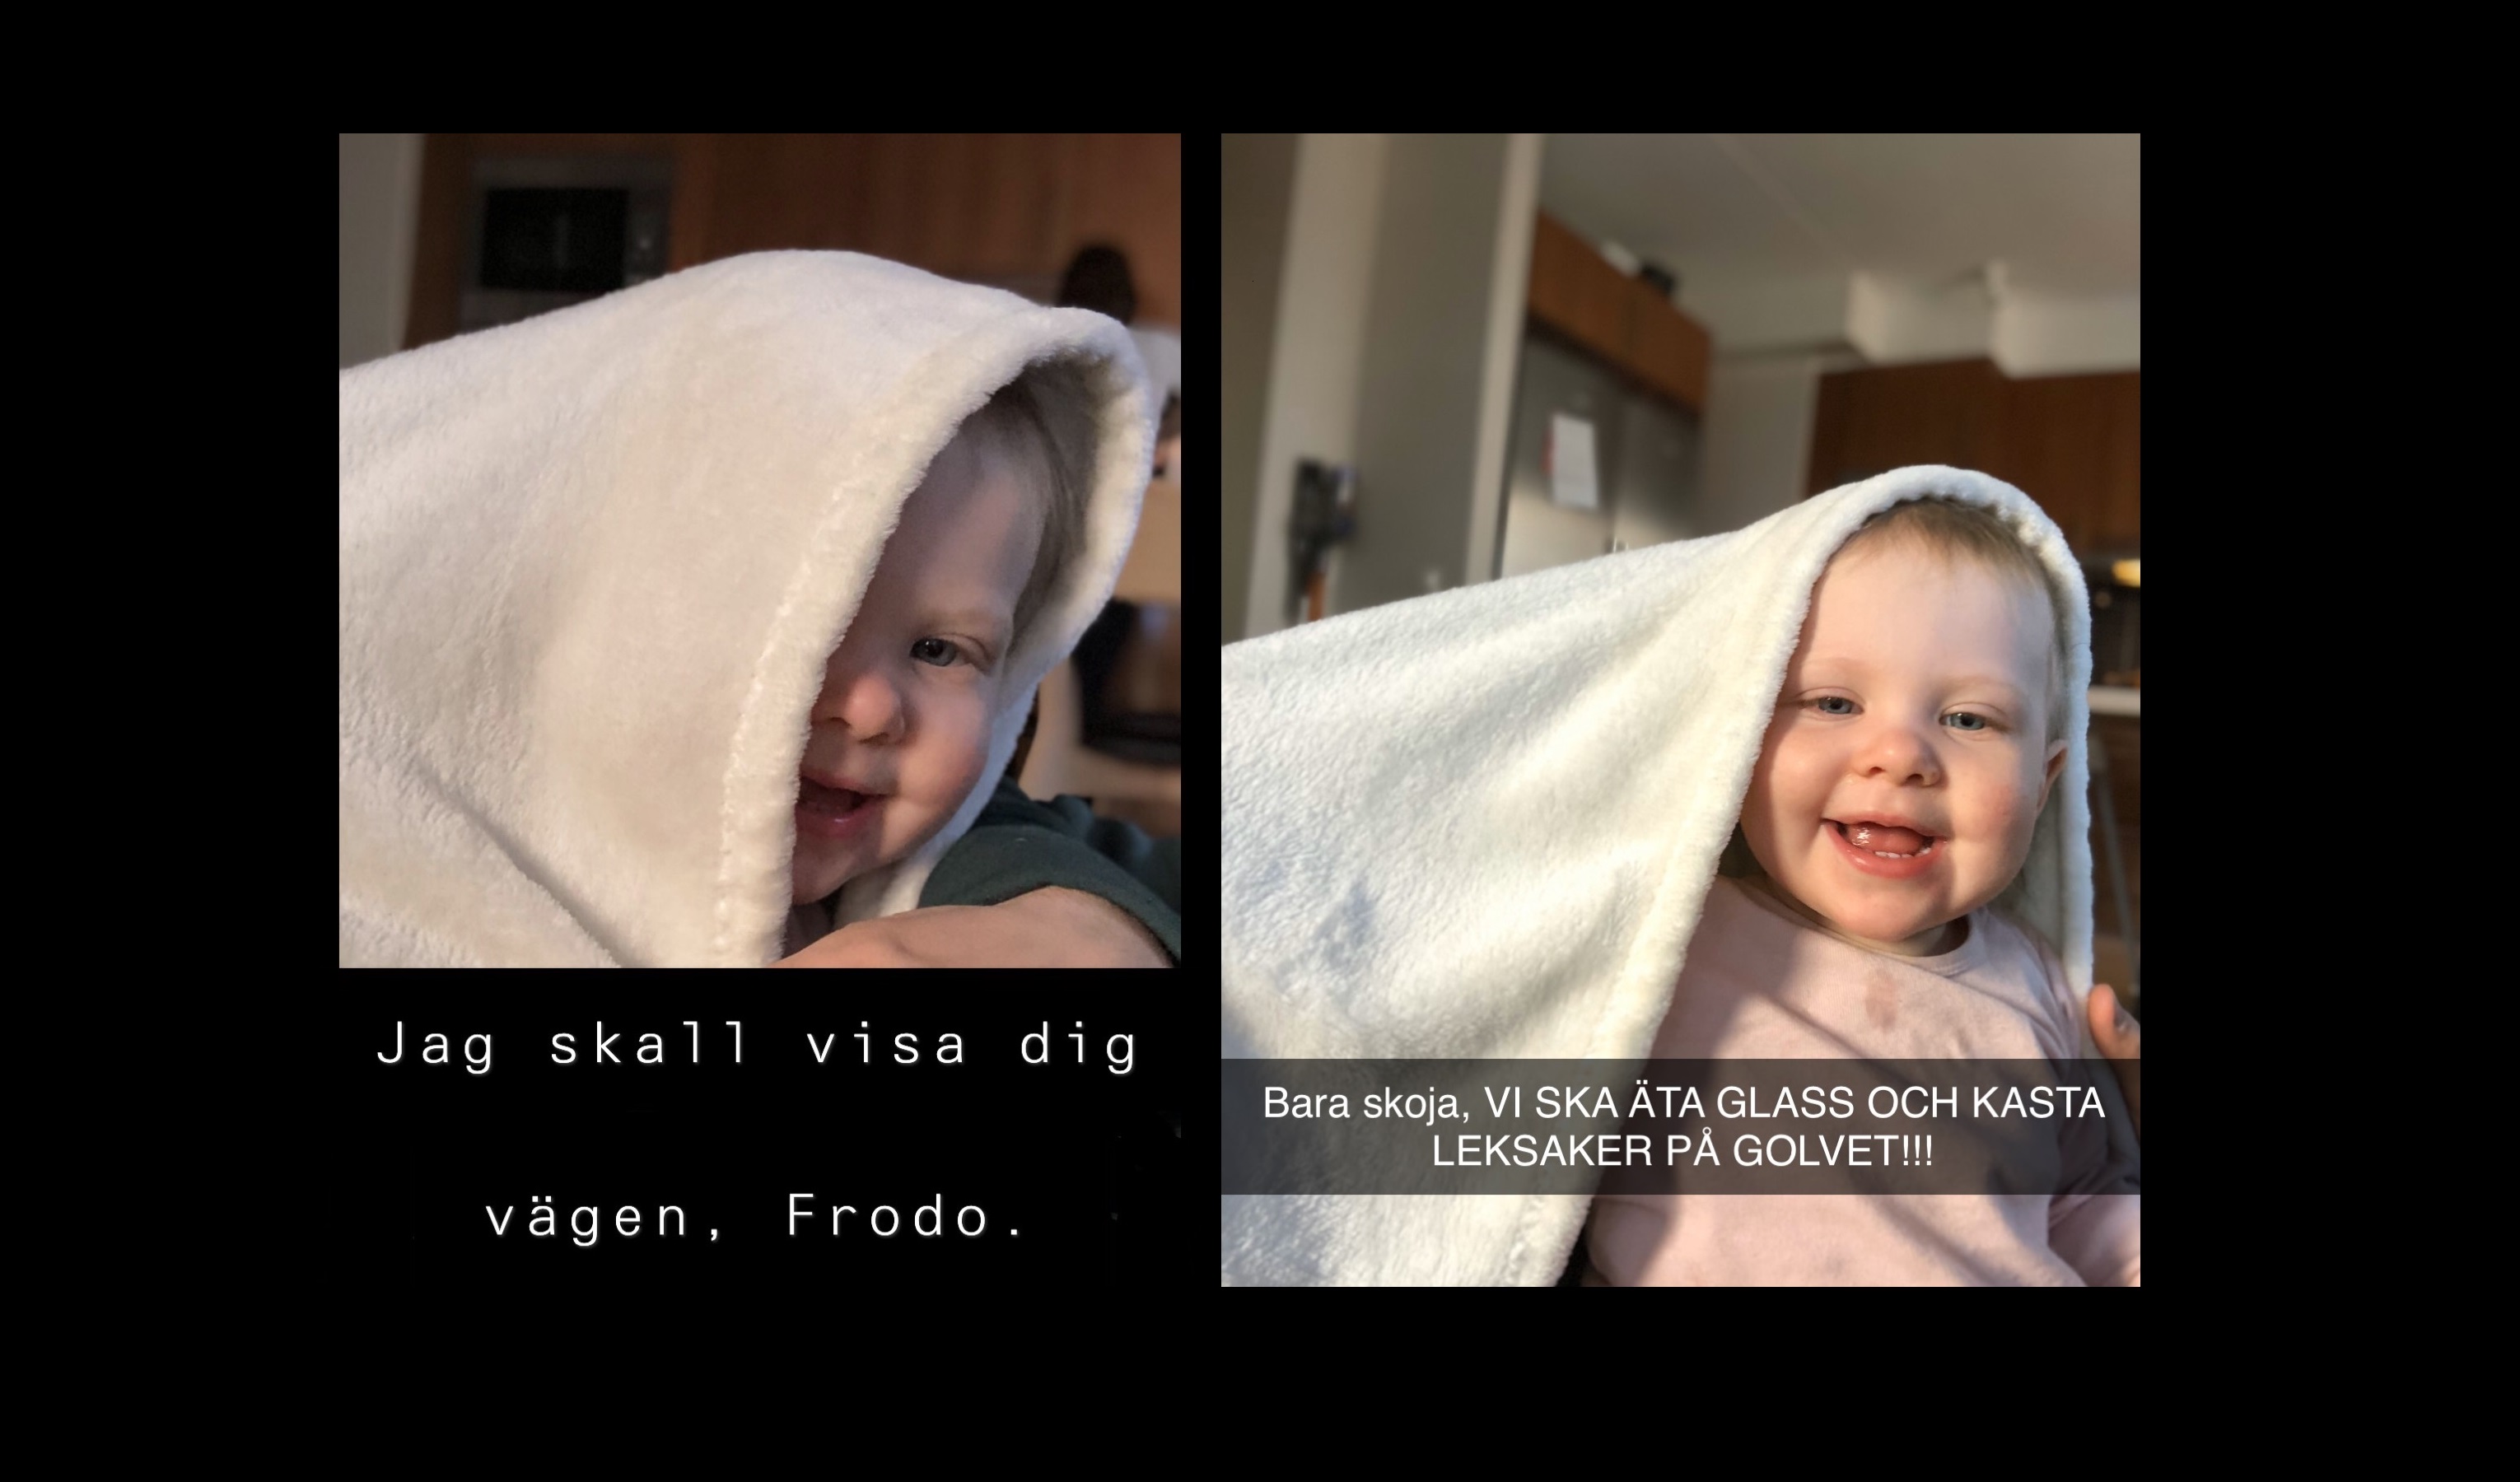 Jag skall visa dig
vägen, Frodo.
Bara skoja, VI SKA ÄTA GLASS OCH KASTA
LEKSAKER PÅ GOLVET!!!